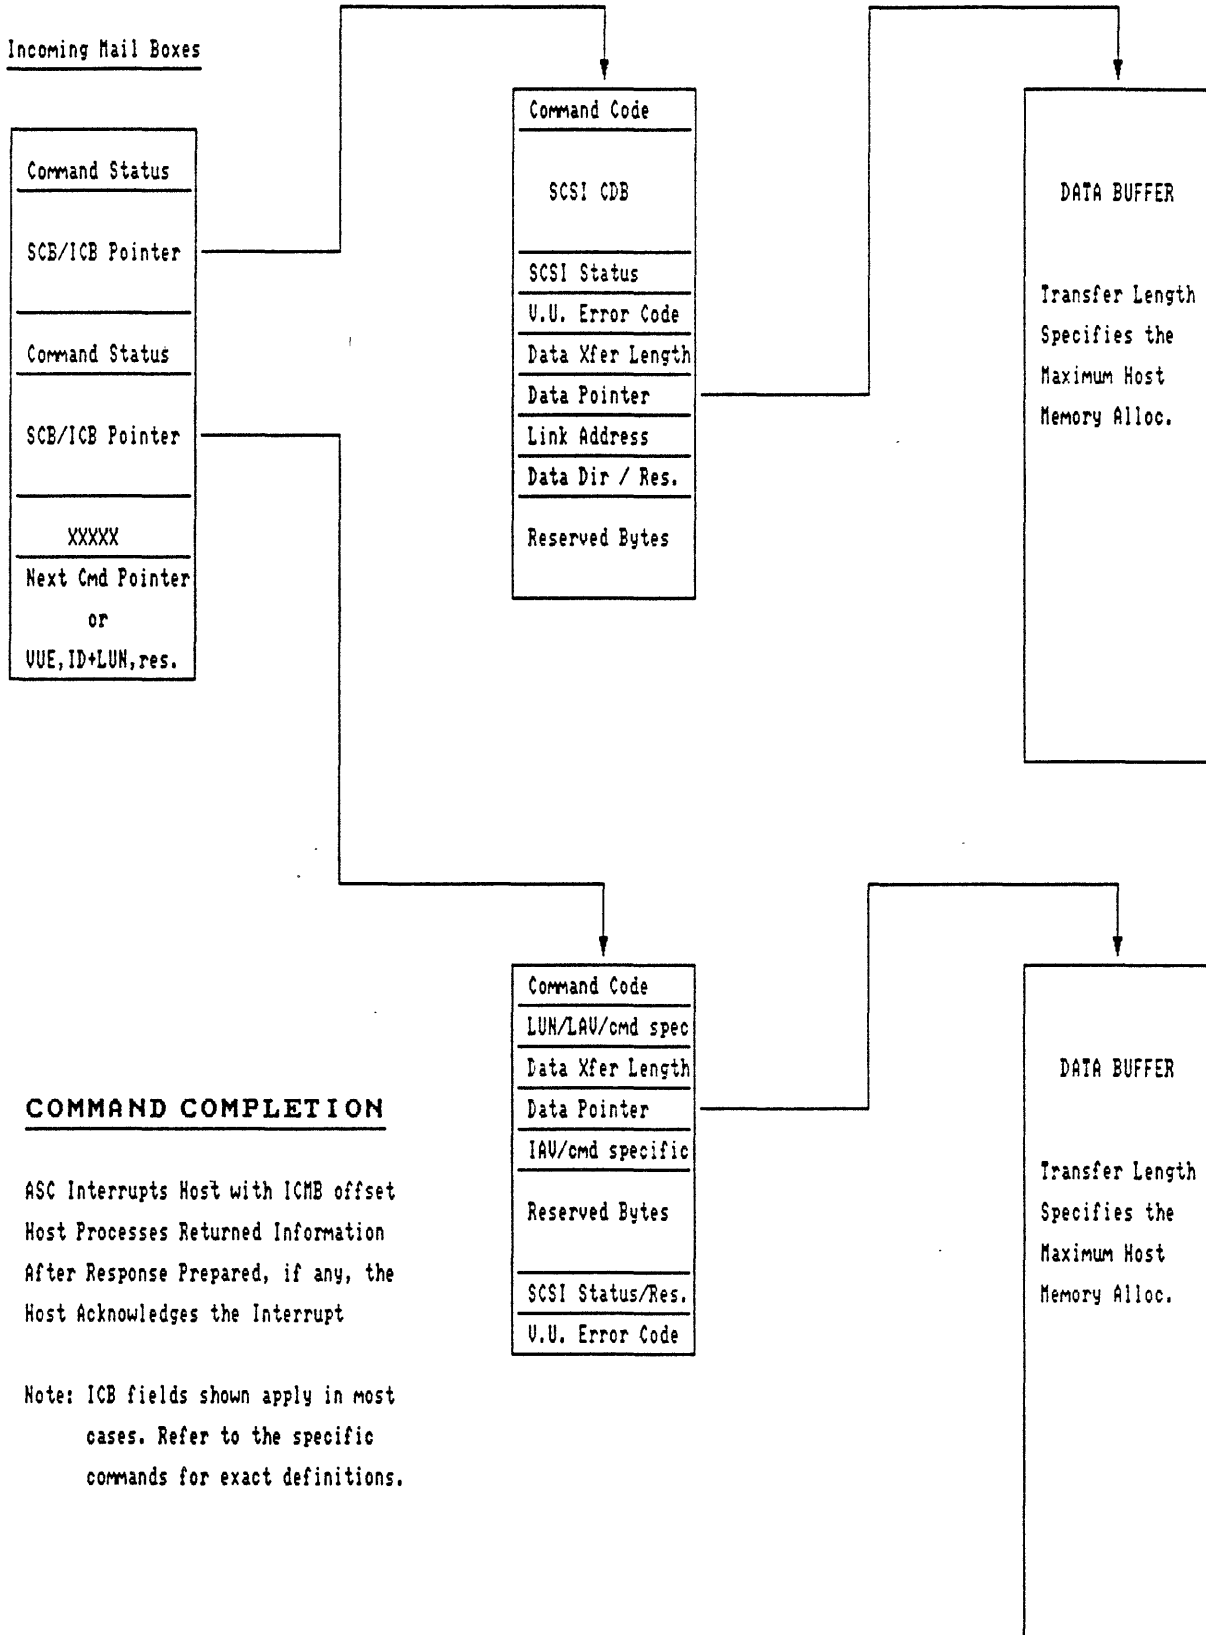 Incoming Mail Boxes
Command Status
SCB/ICB Pointer
Command Status
SCB/ICB Pointer
XXXXX
Next Cmd Pointer
or
VUE,ID+LUN,res.
Command Code
SCSI CDB
SCSI Status
V.U. Error Code
Data Xfer Length
Data Pointer
Link Address
Data Dir / Res.
Reserved Bytes
DATA BUFFER
Transfer Length
Specifies the
Maximum Host
Memory Alloc.
Command Code
LUN/LAV/cmd spec
Data Xfer Length
Data Pointer
IAV/cmd specific
Reserved Bytes
SCSI Status/Res.
V.U. Error Code
DATA BUFFER
Transfer Length
Specifies the
Maximum Host
Memory Alloc.
COMMAND COMPLETION
ASC Interrupts Host with ICMB offset
Host Processes Returned Information
After Response Prepared, if any, the
Host Acknowledges the Interrupt
Note: ICB fields shown apply in most
cases. Refer to the specific
commands for exact definitions.